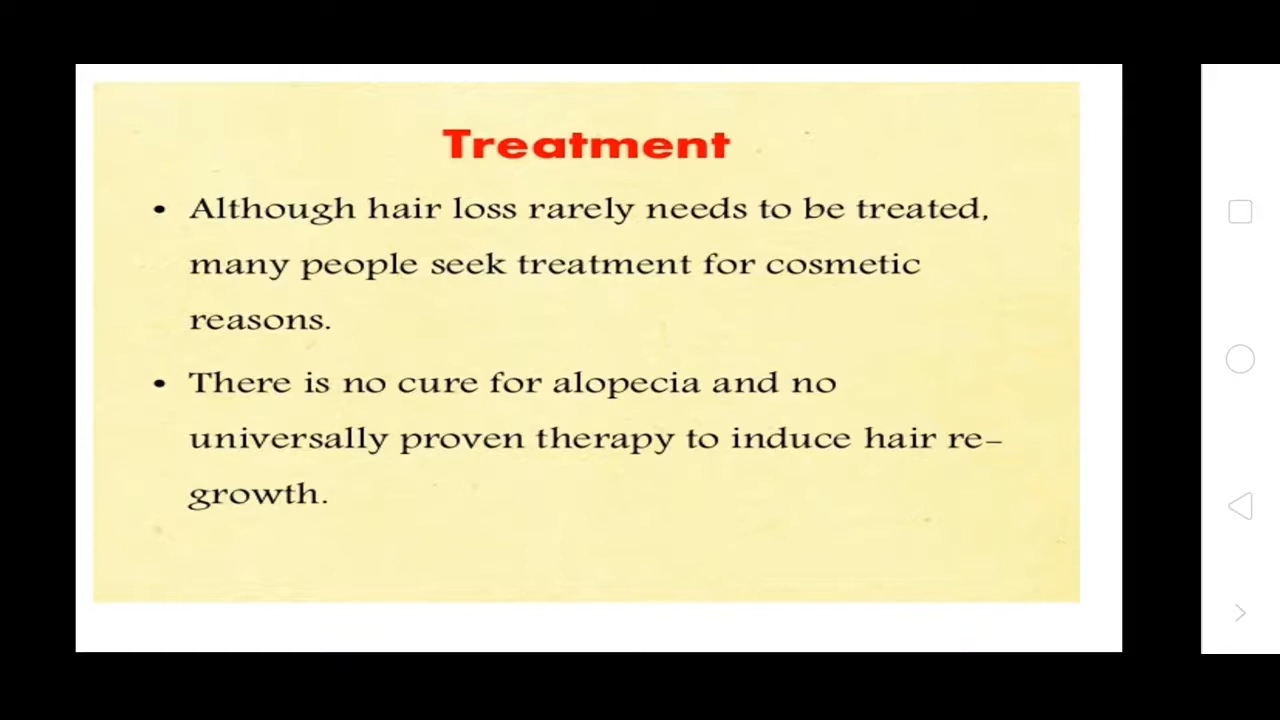 Treatment
• Although hair loss rarely needs to be treated,
many people seek treatment for cosmetic
reasons.
• There is no cure for alopecia and no
universally proven therapy to induce hair re-
growth.